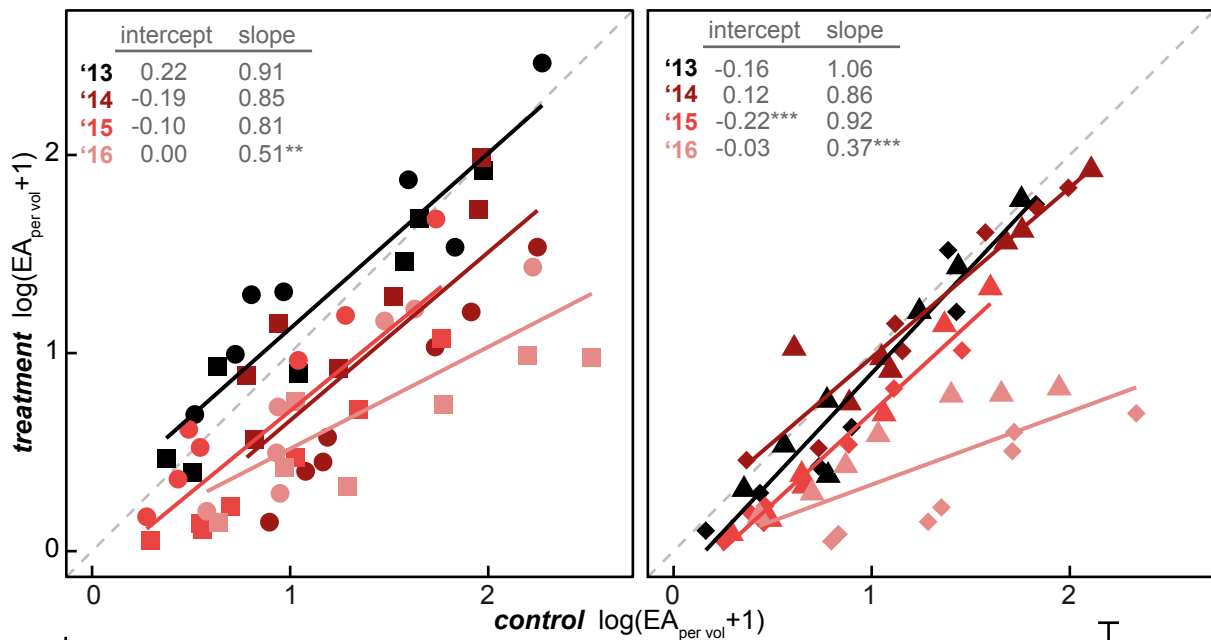 intercept slope
‘13 0.22 0.91
‘14 -0.19 0.85
‘15 -0.10 0.81
‘16 0.00 0.51**
intercept slope
‘13 -0.16 1.06
‘14 0.12 0.86
‘15 -0.22*** 0.92
‘16 -0.03 0.37***
treatment log(EAper vol+1)
2
1
0
0 1 2
0 1 2
control log(EAper vol+1)